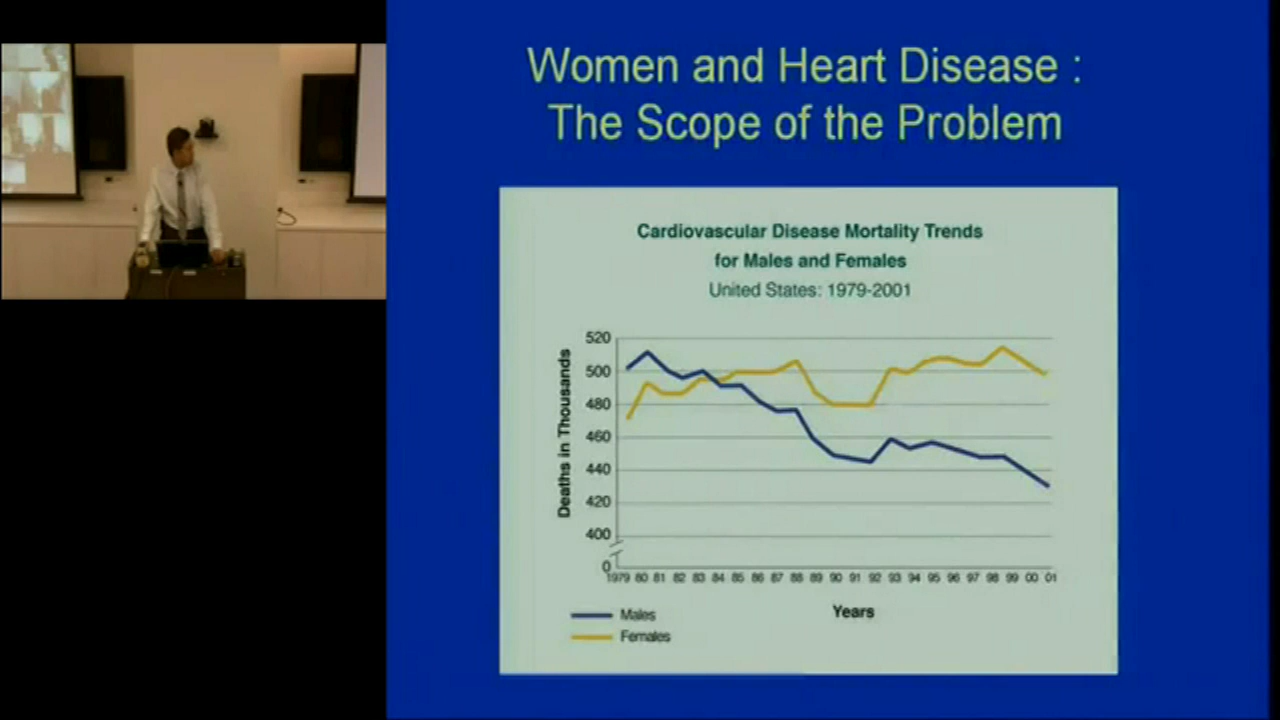 Women and Heart Disease :
The Scope of the Problem
Cardiovascular Disease Mortality Trends
for Males and Females
United States: 1979-2001
Deaths in Thousands
520
500
480
460
440
420
400
0
1979 80 81 82 83 84 85 86 87 88 89 90 91 92 93 94 95 96 97 98 99 00 01
Years
Males
Females